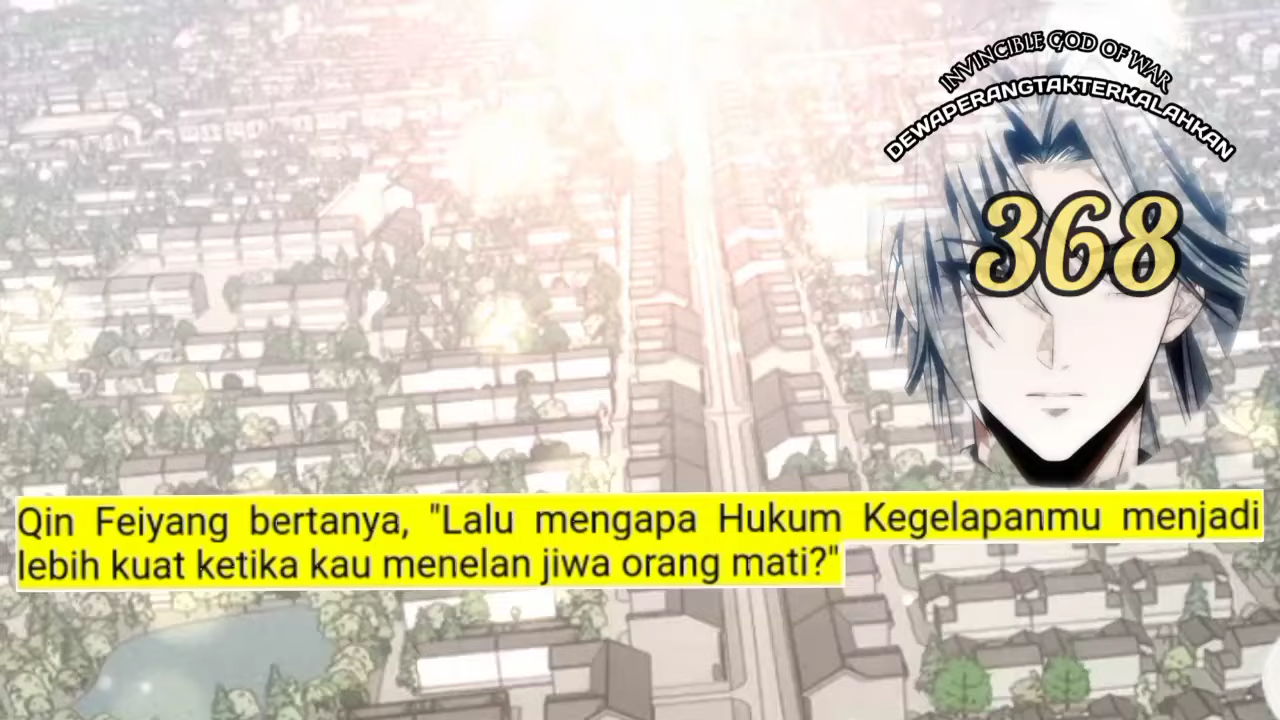 INVINCIBLE GOD OF WAR
DEWAPERANGTAKTERKALAHKAN
368
Qin Feiyang bertanya, "Lalu mengapa Hukum Kegelapanmu menjadi
lebih kuat ketika kau menelan jiwa orang mati?"